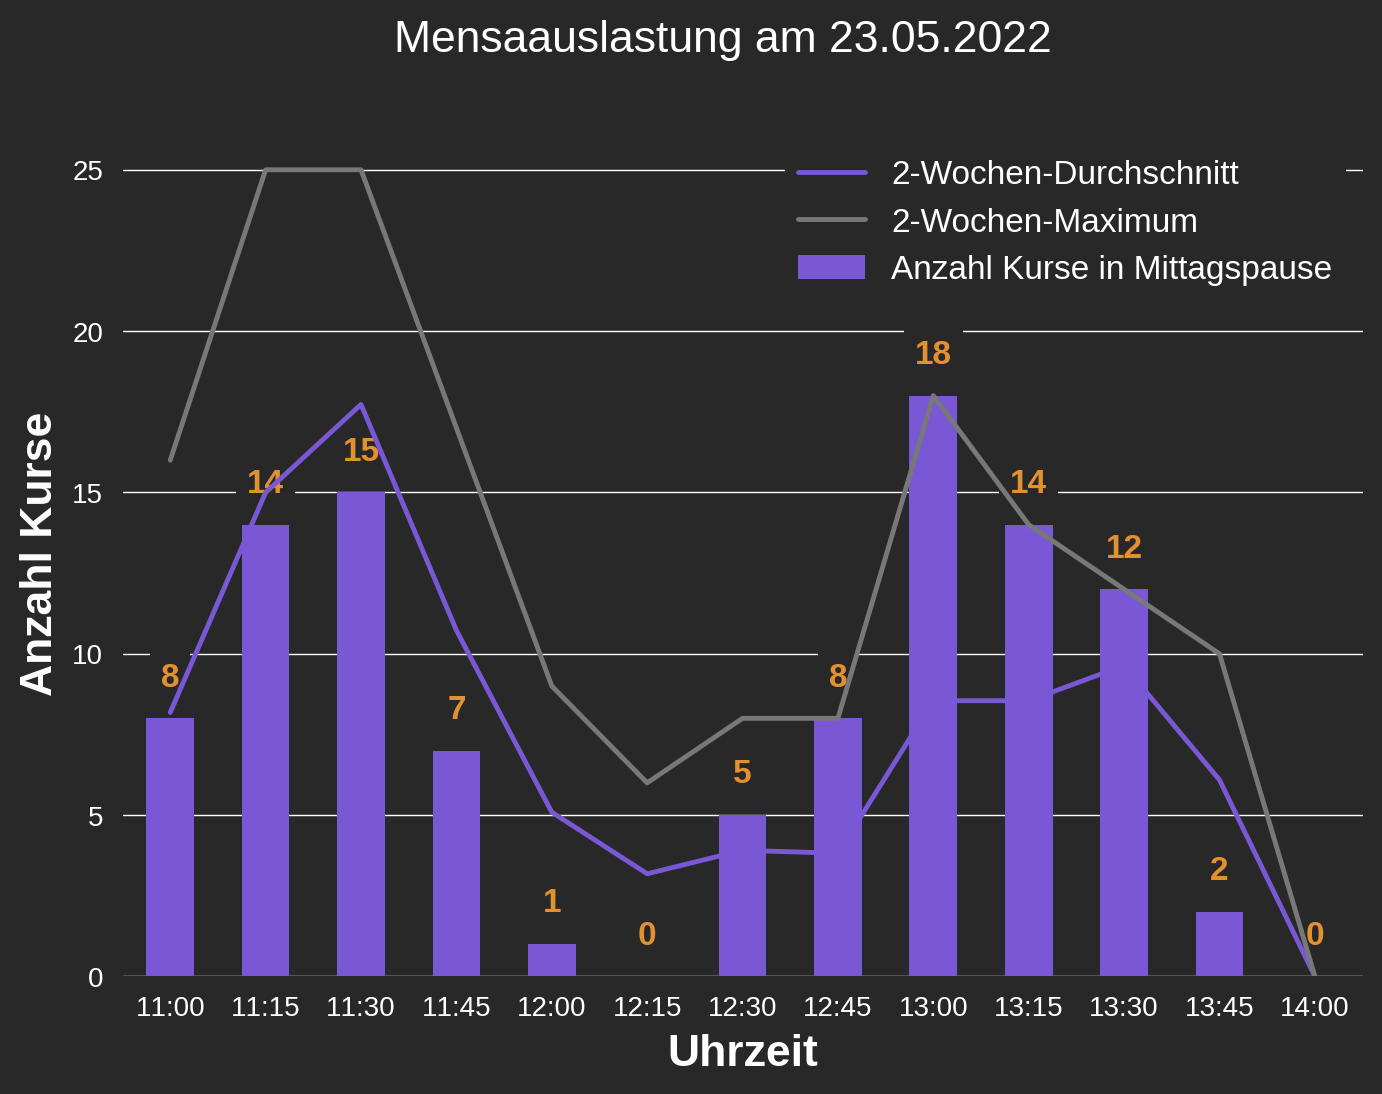 Mensaauslastung am 23.05.2022
2-Wochen-Durchschnitt
2-Wochen-Maximum
Anzahl Kurse in Mittagspause
Anzahl Kurse
25
20
15
10
5
0
8
14
15
7
1
0
5
8
18
14
12
2
0
11:00 11:15 11:30 11:45 12:00 12:15 12:30 12:45 13:00 13:15 13:30 13:45 14:00
Uhrzeit